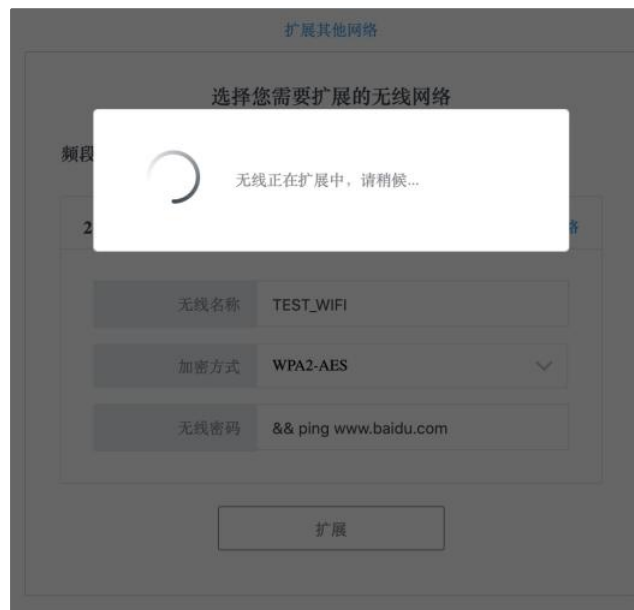 扩展其他网络
选择您需要扩展的无线网络
频段
无线正在扩展中，请稍候...
2
无线名称 TEST_WIFI
加密方式 WPA2-AES
无线密码 && ping www.baidu.com
扩展